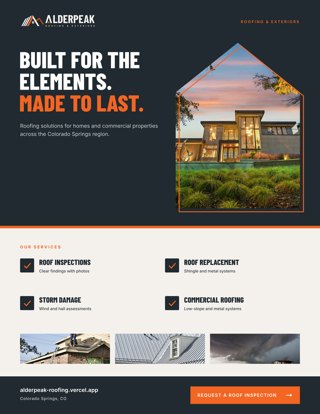 ALDERPEAK
ROOFING & EXTERIORS
ROOFING & EXTERIORS
BUILT FOR THE
ELEMENTS.
MADE TO LAST.
Roofing solutions for homes and commercial properties
across the Colorado Springs region.
OUR SERVICES
ROOF INSPECTIONS
Clear findings with photos
ROOF REPLACEMENT
Shingle and metal systems
STORM DAMAGE
Wind and hail assessments
COMMERCIAL ROOFING
Low-slope and metal systems
alderpeak-roofing.vercel.app
Colorado Springs, CO
REQUEST A ROOF INSPECTION